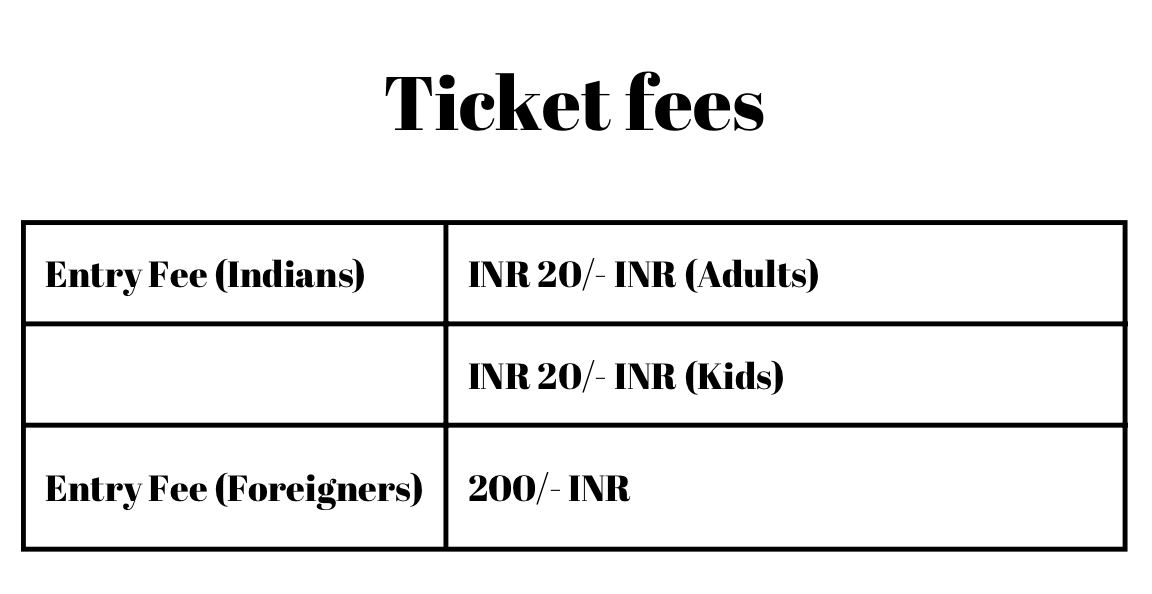 Ticket fees
Entry Fee (Indians)
INR 20/- INR (Adults)
INR 20/- INR (Kids)
Entry Fee (Foreigners)
200/- INR